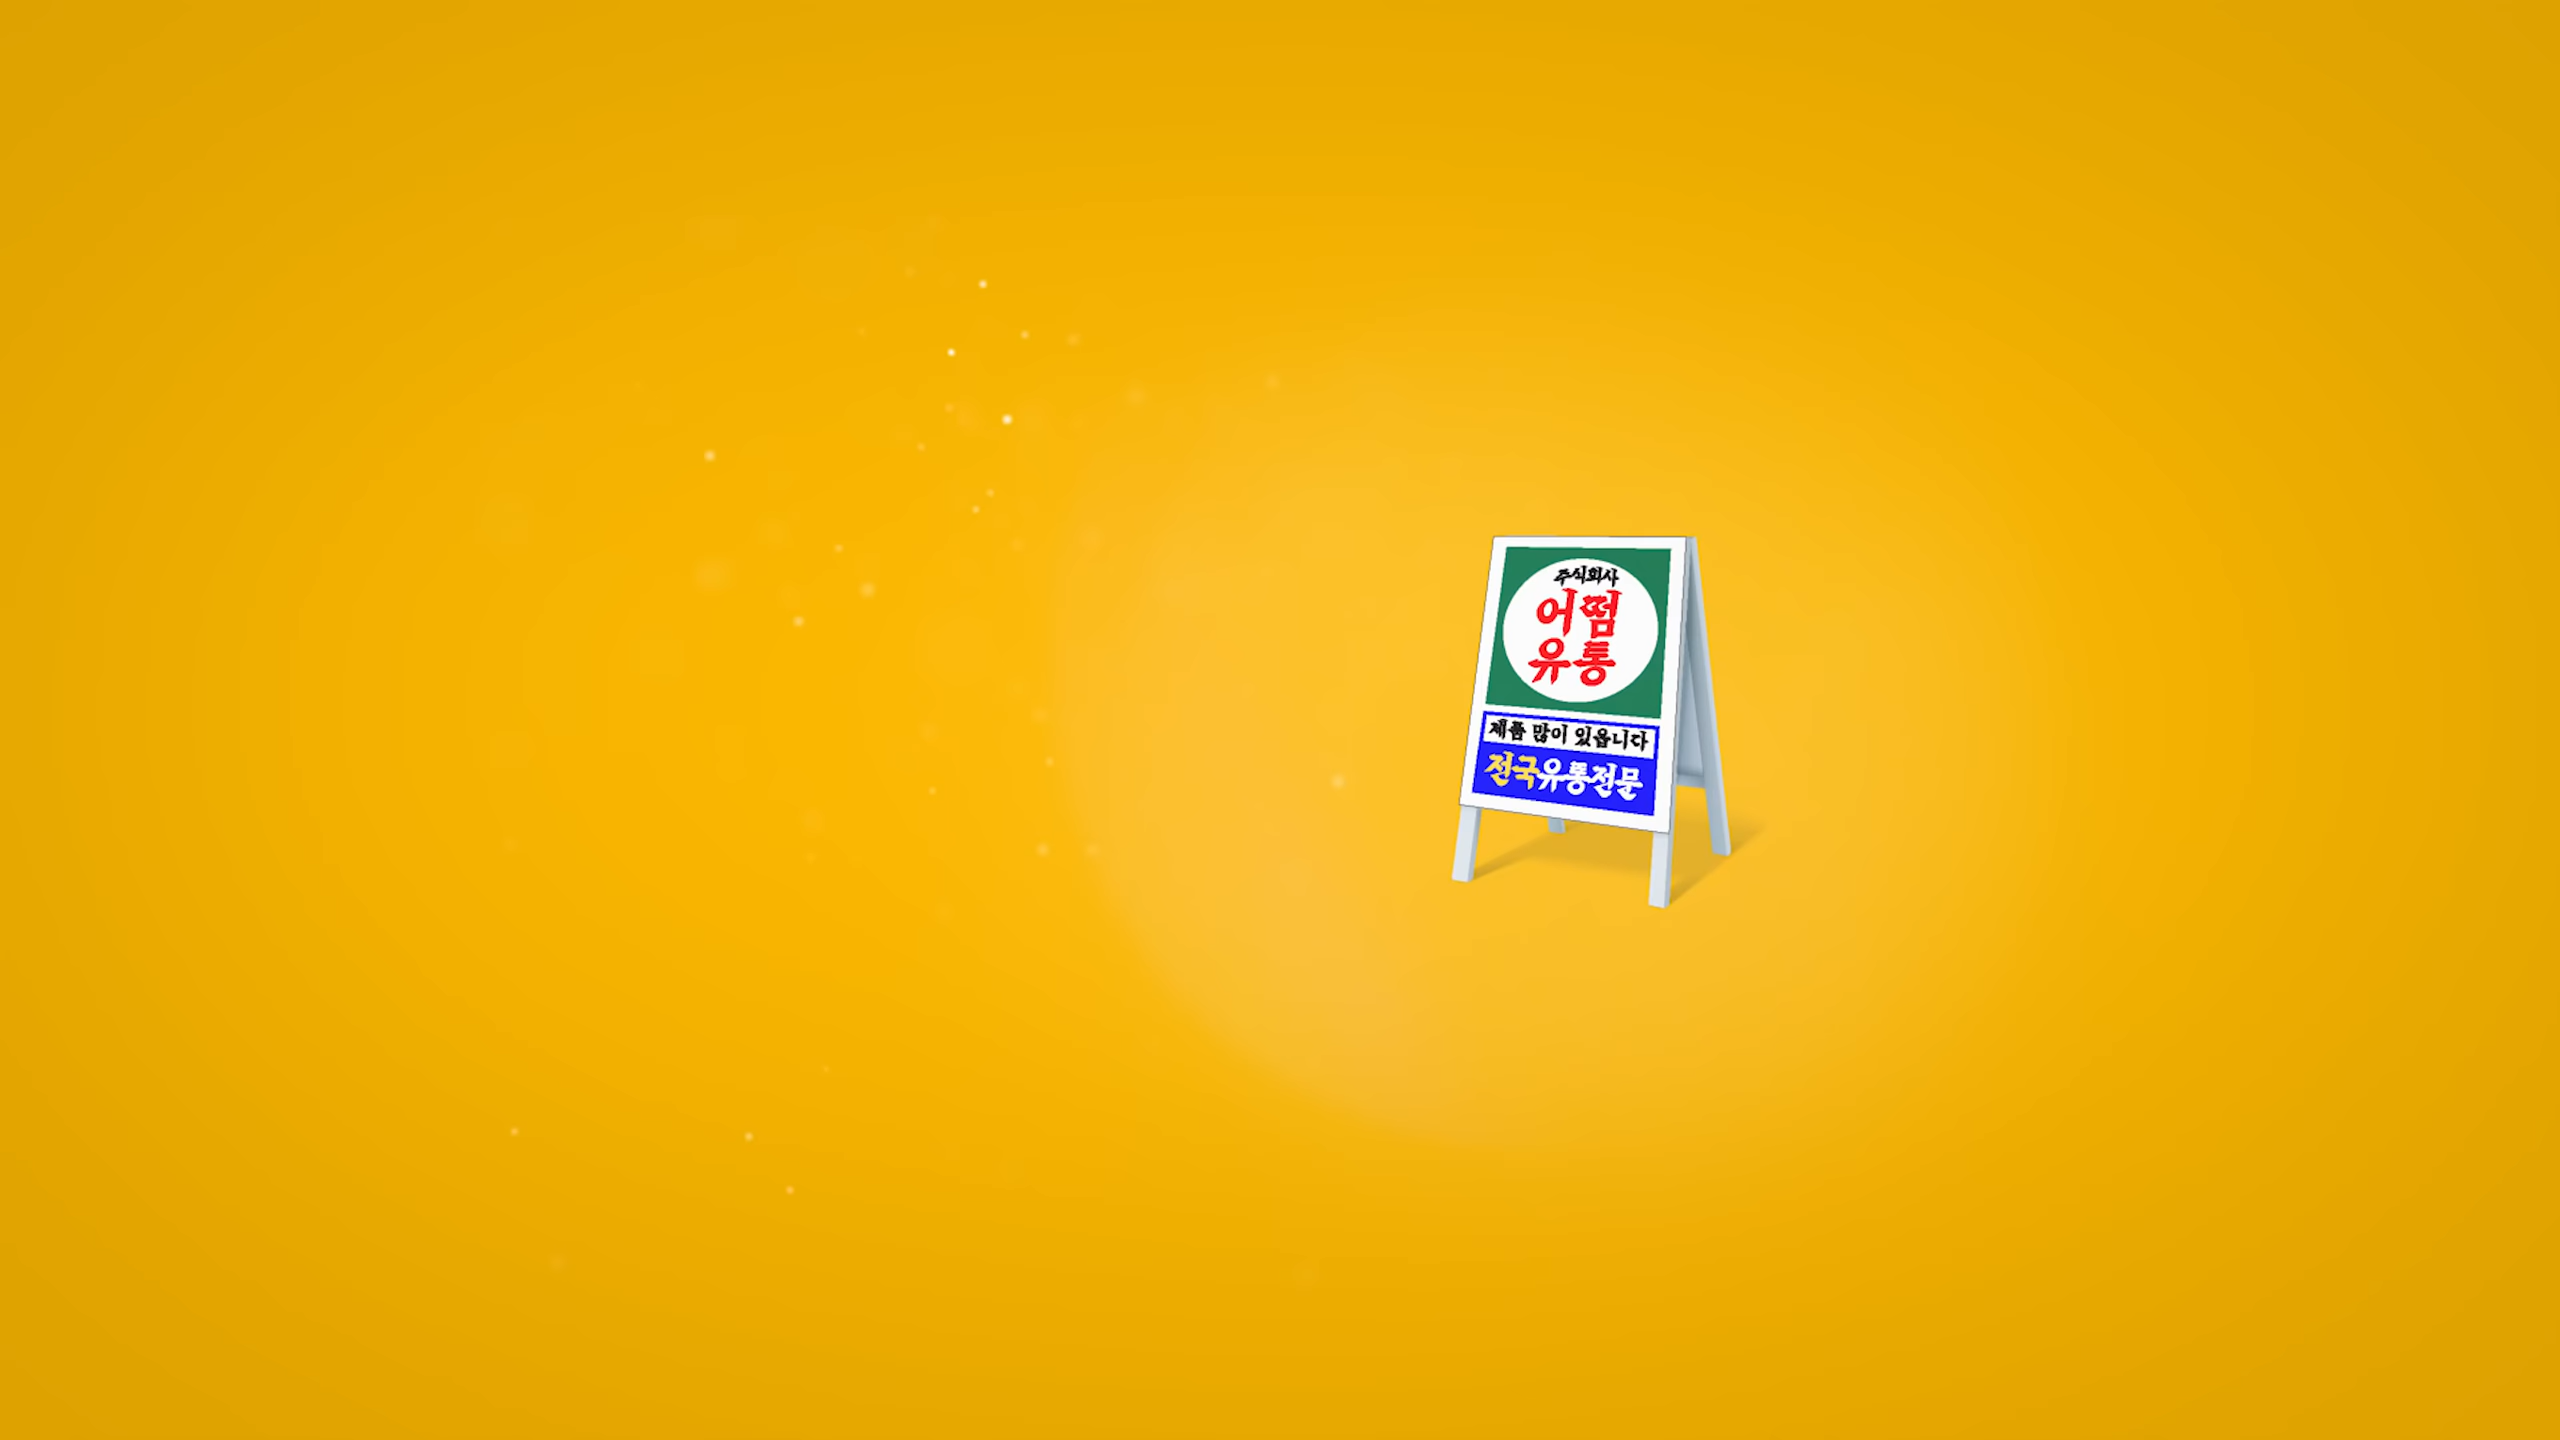 주식회사
어떰
유통
제품 많이 있읍니다
전국유통전문